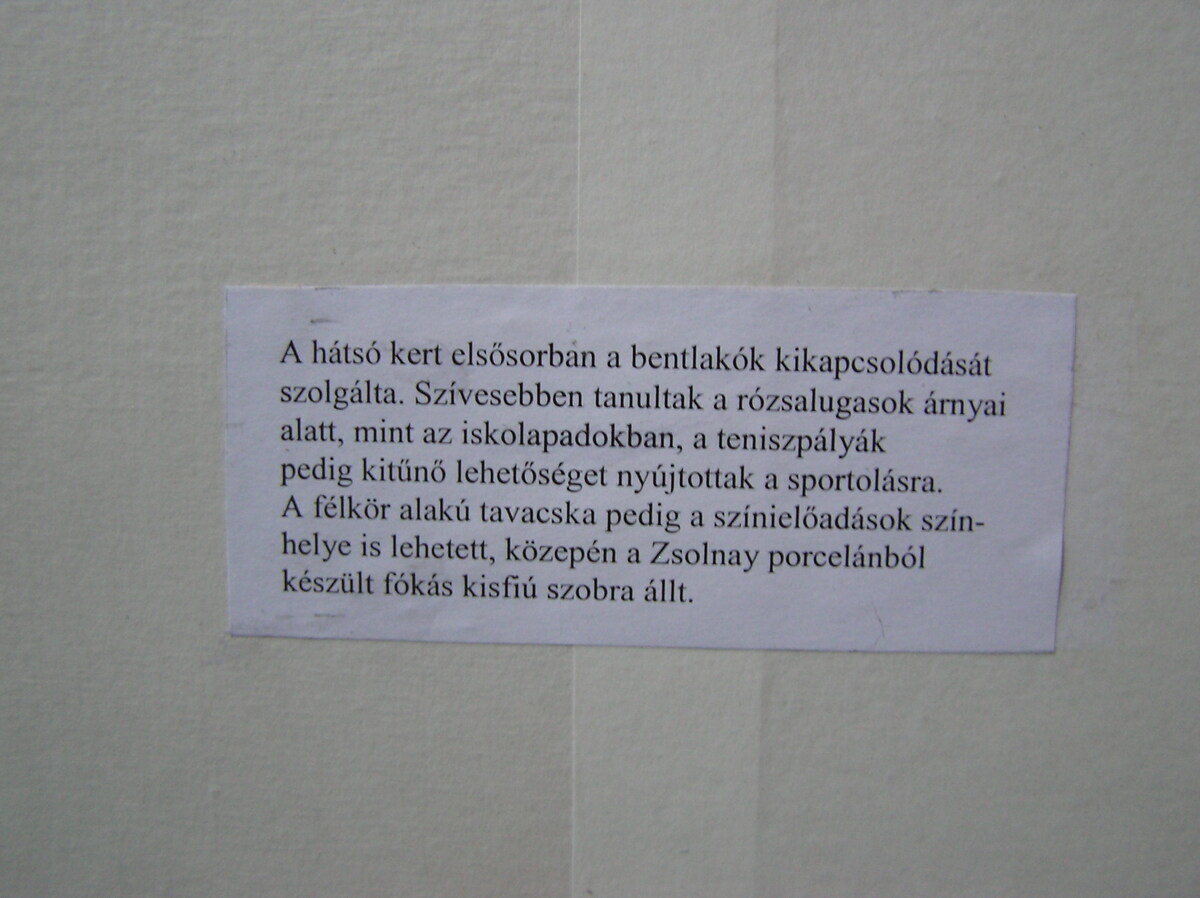 A hátsó kert elsősorban a bentlakók kikapcsolódását
szolgálta. Szívesebben tanultak a rózsalugasok árnyai
alatt, mint az iskolapadokban, a teniszpályák
pedig kitűnő lehetőséget nyújtottak a sportolásra.
A félkör alakú tavacska pedig a színielőadások szín-
helye is lehetett, közepén a Zsolnay porcelánból
készült fókás kisfiú szobra állt.